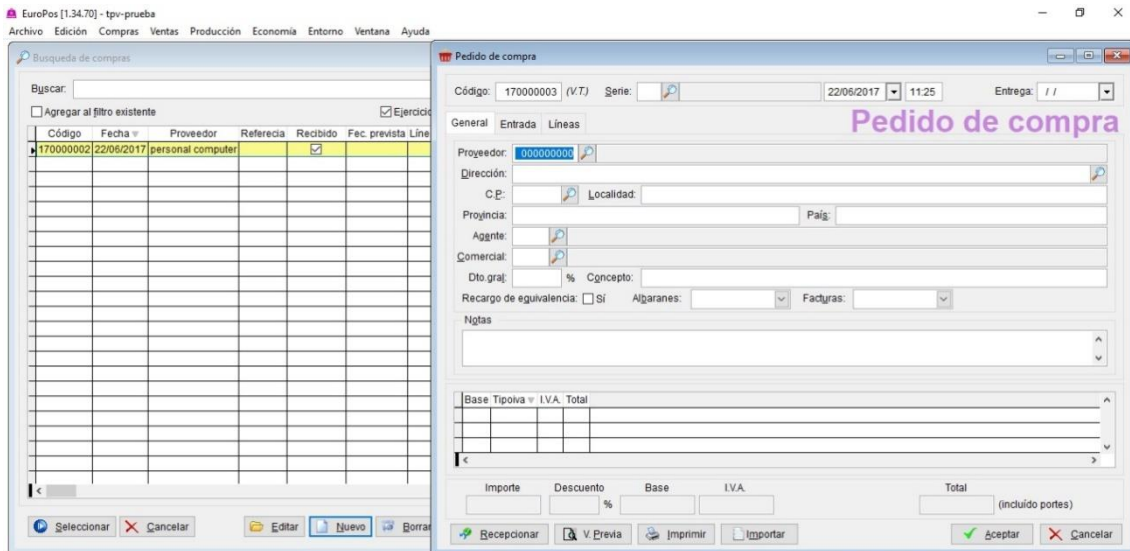 EuroPos [1.34.70] - tpv-prueba
Archivo Edición Compras Ventas Producción Economía Entorno Ventana Ayuda
Busqueda de compras
Buscar:
Agregar al filtro existente Ejercicio
Código Fecha Proveedor Referecia Recibido Fec. prevista Líne
170000002 22/06/2017 personal computer
Seleccionar Cancelar Editar Nuevo Borrar
Pedido de compra
Código: 170000003 (V.T.) Serie: 22/06/2017 11:25 Entrega: / /
General Entrada Líneas
Pedido de compra
Proveedor: 000000000
Dirección:
C.P.: Localidad:
Provincia: País:
Agente:
Comercial:
Dto.gral: % Concepto:
Recargo de equivalencia: Sí Albaranes: Facturas:
Notas
Base Tipoiva I.V.A. Total
Importe Descuento Base I.V.A. Total
% (incluído portes)
Recepcionar V. Previa Imprimir Importar Aceptar Cancelar